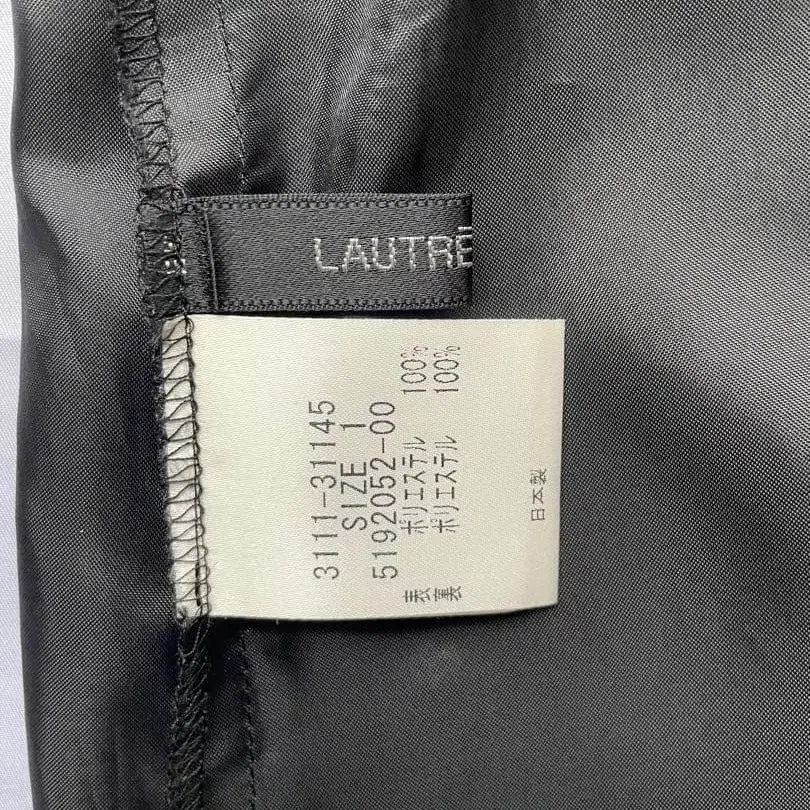 LAUTRĒ
3111-31145
SIZE 1
5192052-00
表 ポリエステル 100%
裏 ポリエステル 100%
日本製